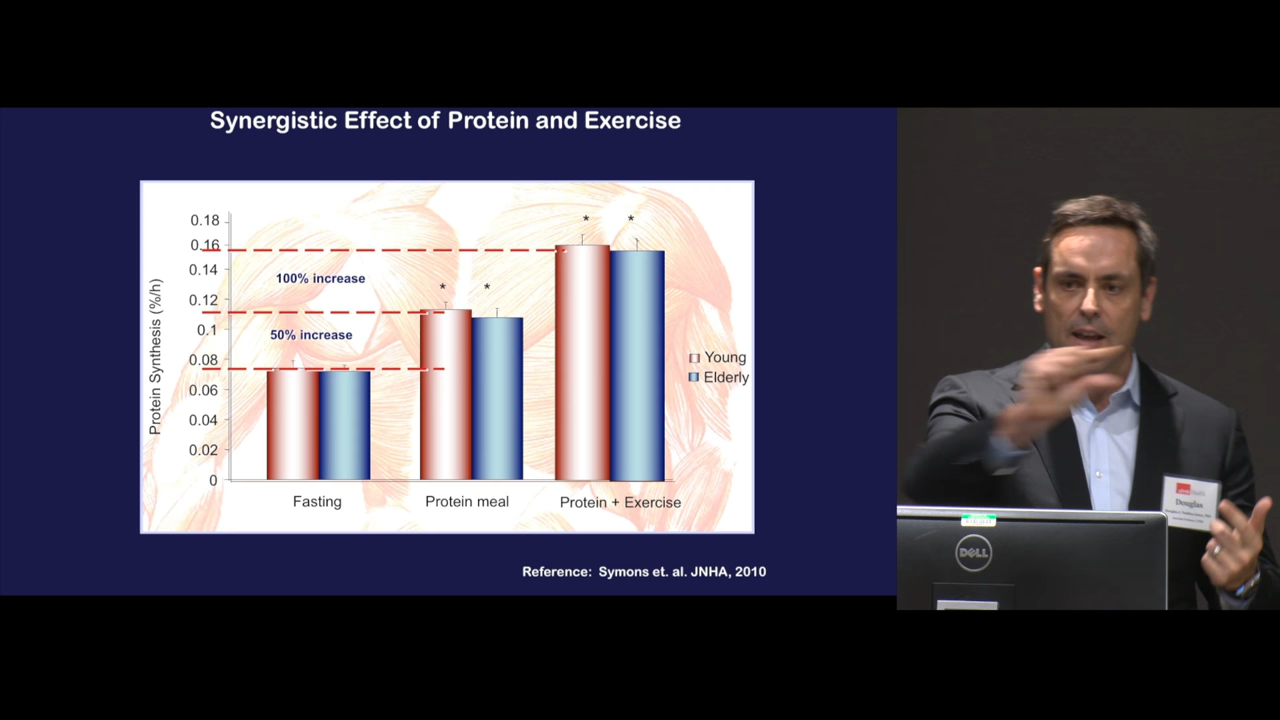 Synergistic Effect of Protein and Exercise
0.18
0.16
0.14
0.12
0.1
0.08
0.06
0.04
0.02
0
Protein Synthesis (%/h)
100% increase
50% increase
* *
* *
Young
Elderly
Fasting
Protein meal
Protein + Exercise
Reference: Symons et. al. JNHA, 2010
Douglas
DELL